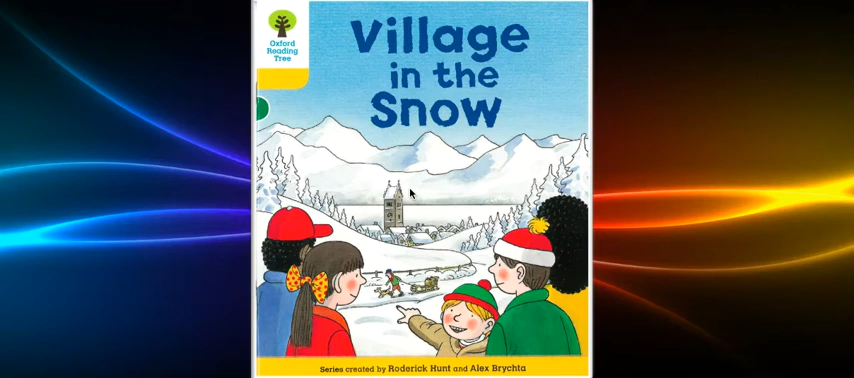 Oxford
Reading
Tree
Village
in the
Snow
Series created by Roderick Hunt and Alex Brychta